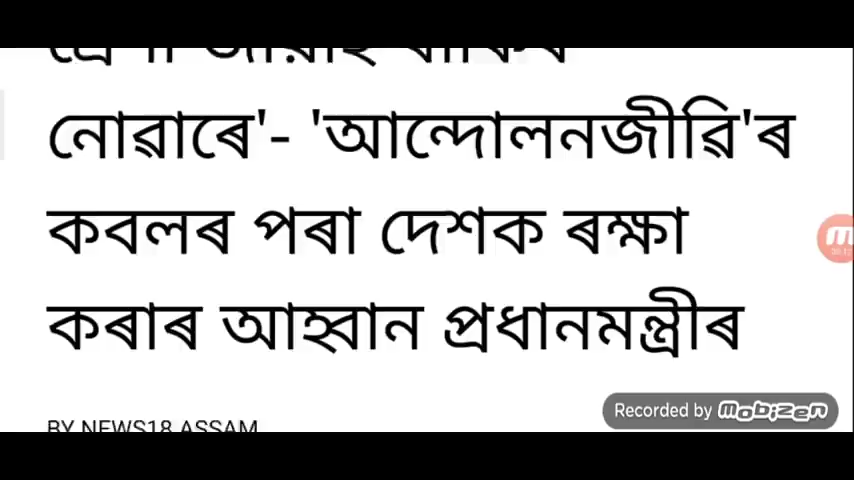 নোৱাৰে'- 'আন্দোলনজীৱি'ৰ
কবলৰ পৰা দেশক ৰক্ষা
কৰাৰ আহ্বান প্ৰধানমন্ত্ৰীৰ
BY NEWS18 ASSAM
Recorded by mobizen